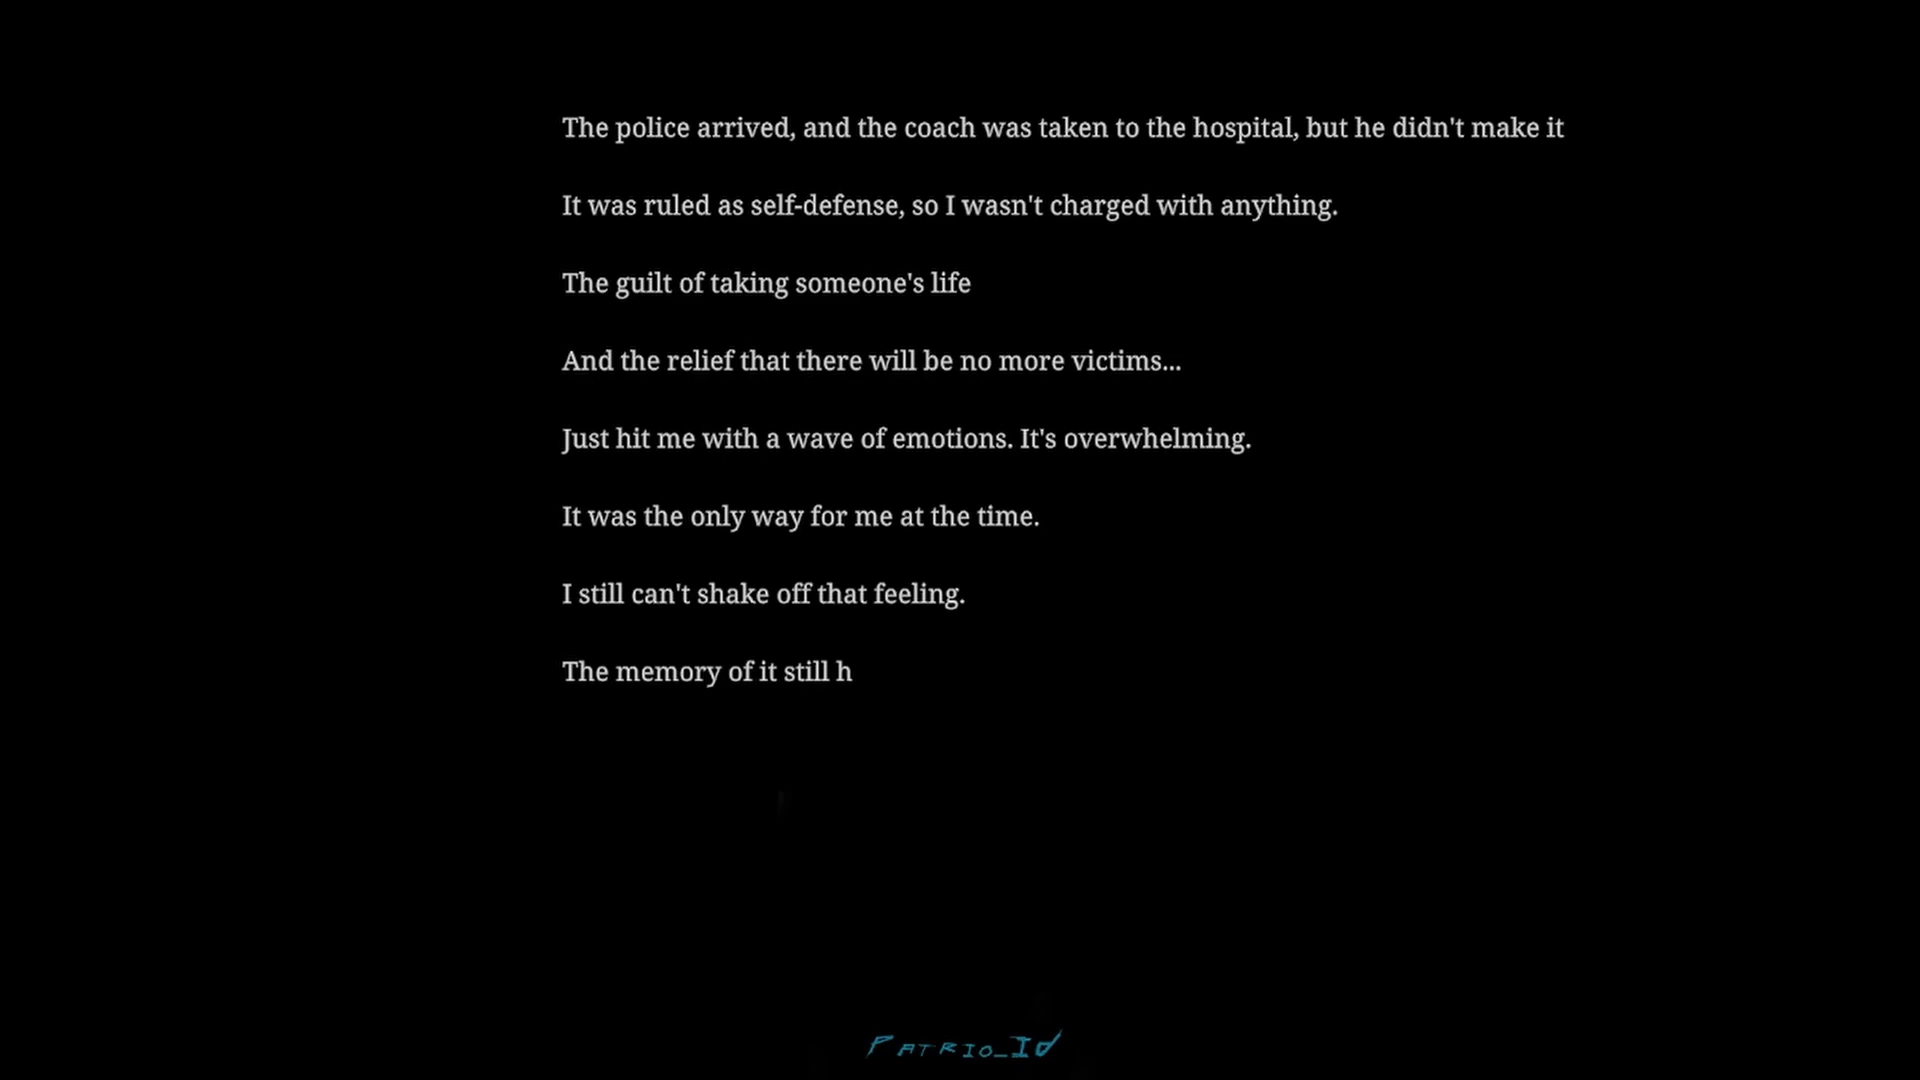 The police arrived, and the coach was taken to the hospital, but he didn't make it
It was ruled as self-defense, so I wasn't charged with anything.
The guilt of taking someone's life
And the relief that there will be no more victims...
Just hit me with a wave of emotions. It's overwhelming.
It was the only way for me at the time.
I still can't shake off that feeling.
The memory of it still h
Patrio_Id